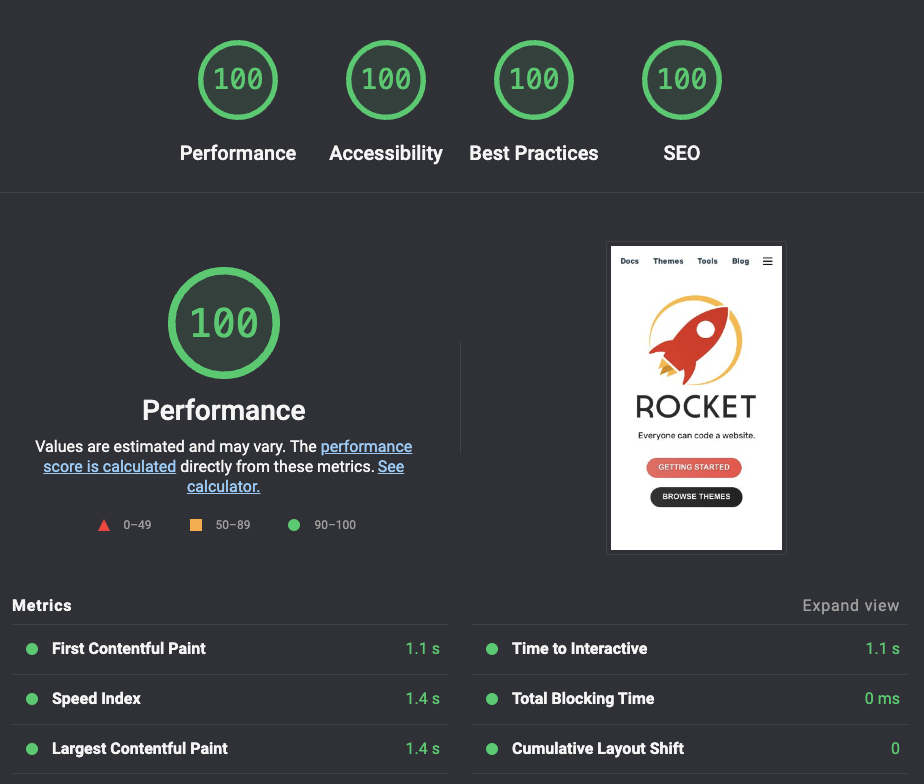 100 100 100 100
Performance Accessibility Best Practices SEO
100
Performance
Values are estimated and may vary. The performance
score is calculated directly from these metrics. See
calculator.
0–49 50–89 90–100
Docs Themes Tools Blog
ROCKET
Everyone can code a website.
GETTING STARTED
BROWSE THEMES
Metrics Expand view
First Contentful Paint 1.1 s
Time to Interactive 1.1 s
Speed Index 1.4 s
Total Blocking Time 0 ms
Largest Contentful Paint 1.4 s
Cumulative Layout Shift 0